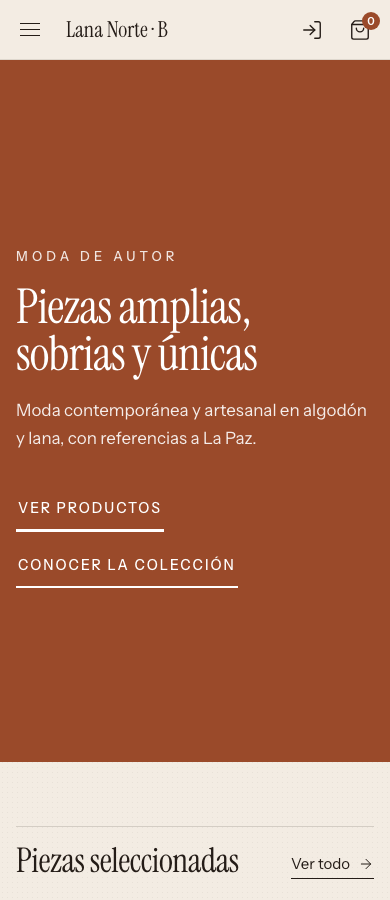 Lana Norte · B
0
MODA DE AUTOR
Piezas amplias,
sobrias y únicas
Moda contemporánea y artesanal en algodón
y lana, con referencias a La Paz.
VER PRODUCTOS
CONOCER LA COLECCIÓN
Piezas seleccionadas
Ver todo